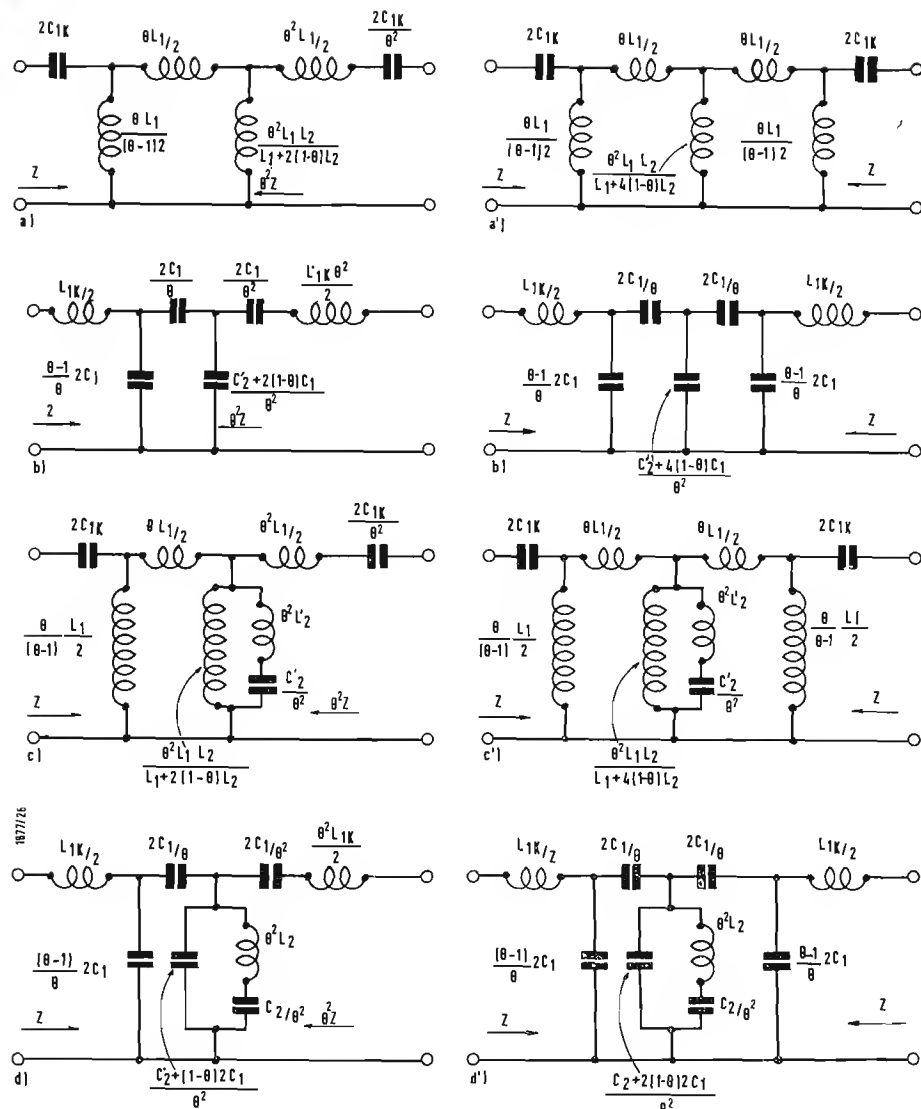 2C1K
θL1/2
θ²L1/2
2C1K/θ²
θL1/(θ-1)2
θ²L1L2/L1+2(1-θ)L2
Z
θ²Z
a)
2C1K
θL1/2
θL1/2
2C1K
θL1/(θ-1)2
θ²L1L2/L1+4(1-θ)L2
θL1/(θ-1)2
Z
Z
a')
L1K/2
2C1/θ
2C1/θ²
L'1Kθ²/2
θ-1/θ 2C1
C'2+2(1-θ)C1/θ²
2
θ²Z
b)
L1K/2
2C1/θ
2C1/θ
L1K/2
θ-1/θ 2C1
θ-1/θ 2C1
C'2+4(1-θ)C1/θ²
Z
Z
b)
2C1K
θL1/2
θ²L1/2
2C1K/θ²
θ/(θ-1) L1/2
θ²L'2
C'2/θ²
Z
θ²Z
c)
θ²L1L2/L1+2(1-θ)L2
2C1K
θL1/2
θL1/2
2C1K
θ/(θ-1) L1/2
θ²L'2
C'2/θ²
θ/θ-1 L1/2
Z
Z
c')
θ²L1L2/L1+4(1-θ)L2
1877/26
L1K/2
2C1/θ
2C1/θ²
θ²L1K/2
(θ-1)/θ 2C1
θ²L2
C2/θ²
Z
θ²Z
d)
C'2+(1-θ)2C1/θ²
L1K/2
2C1/θ
2C1/θ
L1K/2
(θ-1)/θ 2C1
θ²L2
C2/θ²
θ-1/θ 2C1
Z
Z
d')
C2+2(1-θ)2C1/θ²